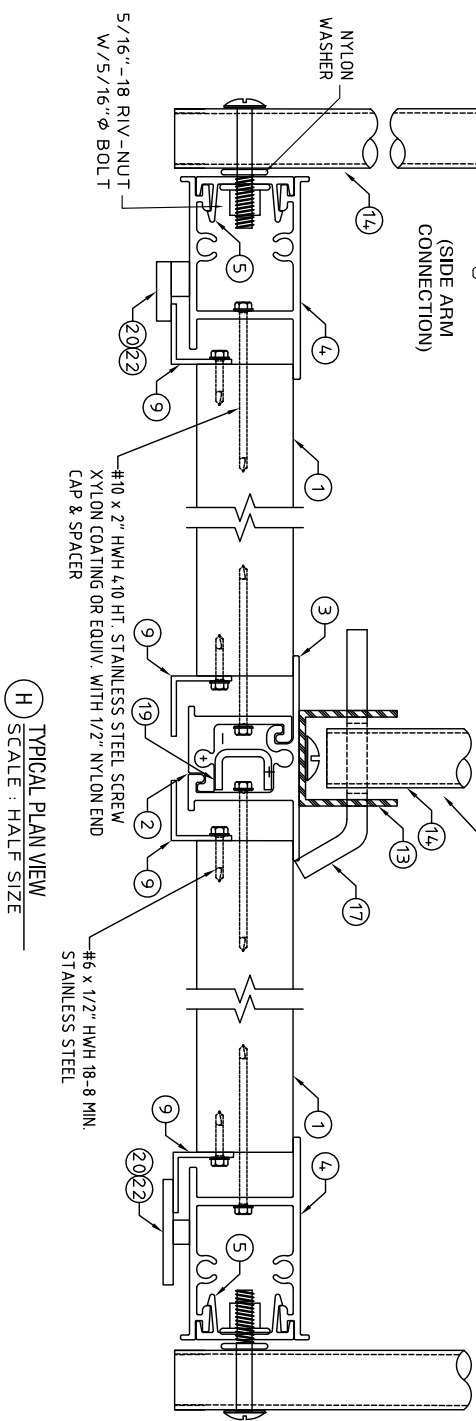 (SIDE ARM
CONNECTION)
NYLON
WASHER
14
5/16"-18 RIV-NUT
W/5/16"Ø BOLT
5
4
20 22
9
1
#10 x 2" HWH 410 HT. STAINLESS STEEL SCREW
XYLON COATING OR EQUIV. WITH 1/2" NYLON END
CAP & SPACER
3
9
19
2
9
14
13
17
#6 x 1/2" HWH 18-8 MIN.
STAINLESS STEEL
1
4
9
20 22
5
H TYPICAL PLAN VIEW
SCALE : HALF SIZE